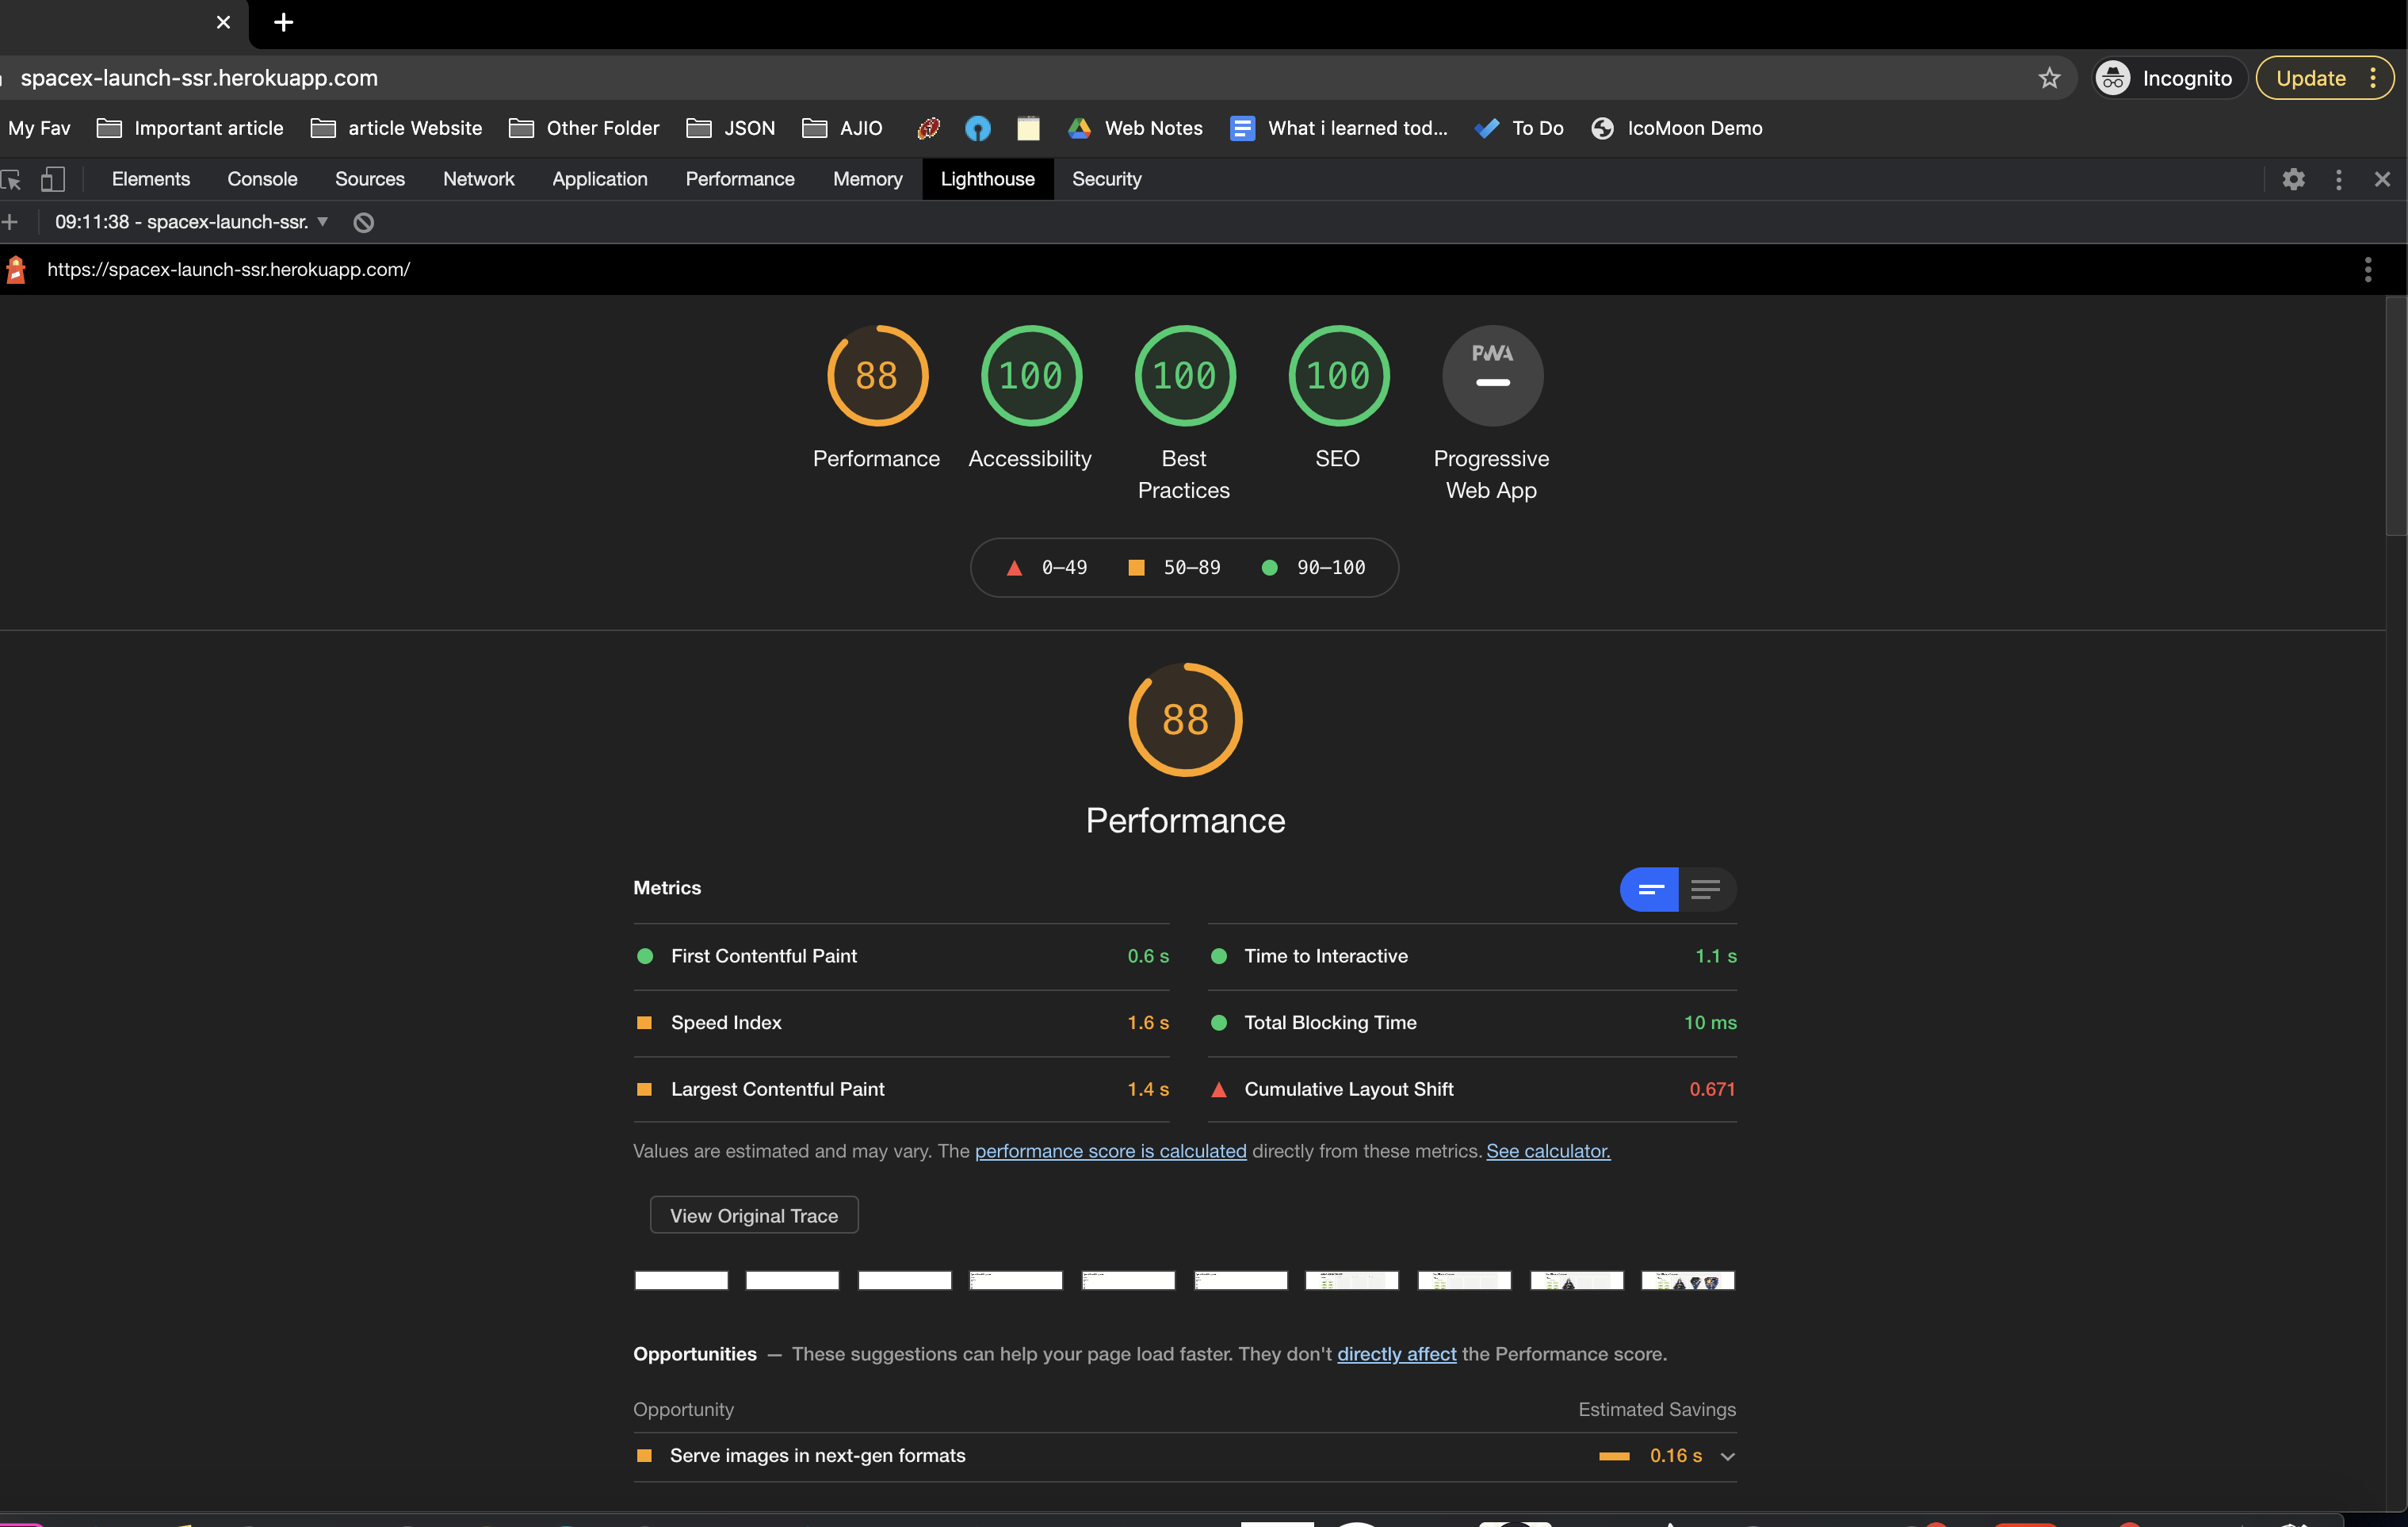 spacex-launch-ssr.herokuapp.com
Incognito
Update
My Fav
Important article
article Website
Other Folder
JSON
AJIO
Web Notes
What i learned tod...
To Do
IcoMoon Demo
Elements
Console
Sources
Network
Application
Performance
Memory
Lighthouse
Security
09:11:38 - spacex-launch-ssr.
https://spacex-launch-ssr.herokuapp.com/
88
100
100
100
PWA
Performance
Accessibility
Best
Practices
SEO
Progressive
Web App
0–49
50–89
90–100
88
Performance
Metrics
First Contentful Paint 0.6 s
Time to Interactive 1.1 s
Speed Index 1.6 s
Total Blocking Time 10 ms
Largest Contentful Paint 1.4 s
Cumulative Layout Shift 0.671
Values are estimated and may vary. The performance score is calculated directly from these metrics. See calculator.
View Original Trace
Opportunities — These suggestions can help your page load faster. They don't directly affect the Performance score.
Opportunity Estimated Savings
Serve images in next-gen formats 0.16 s